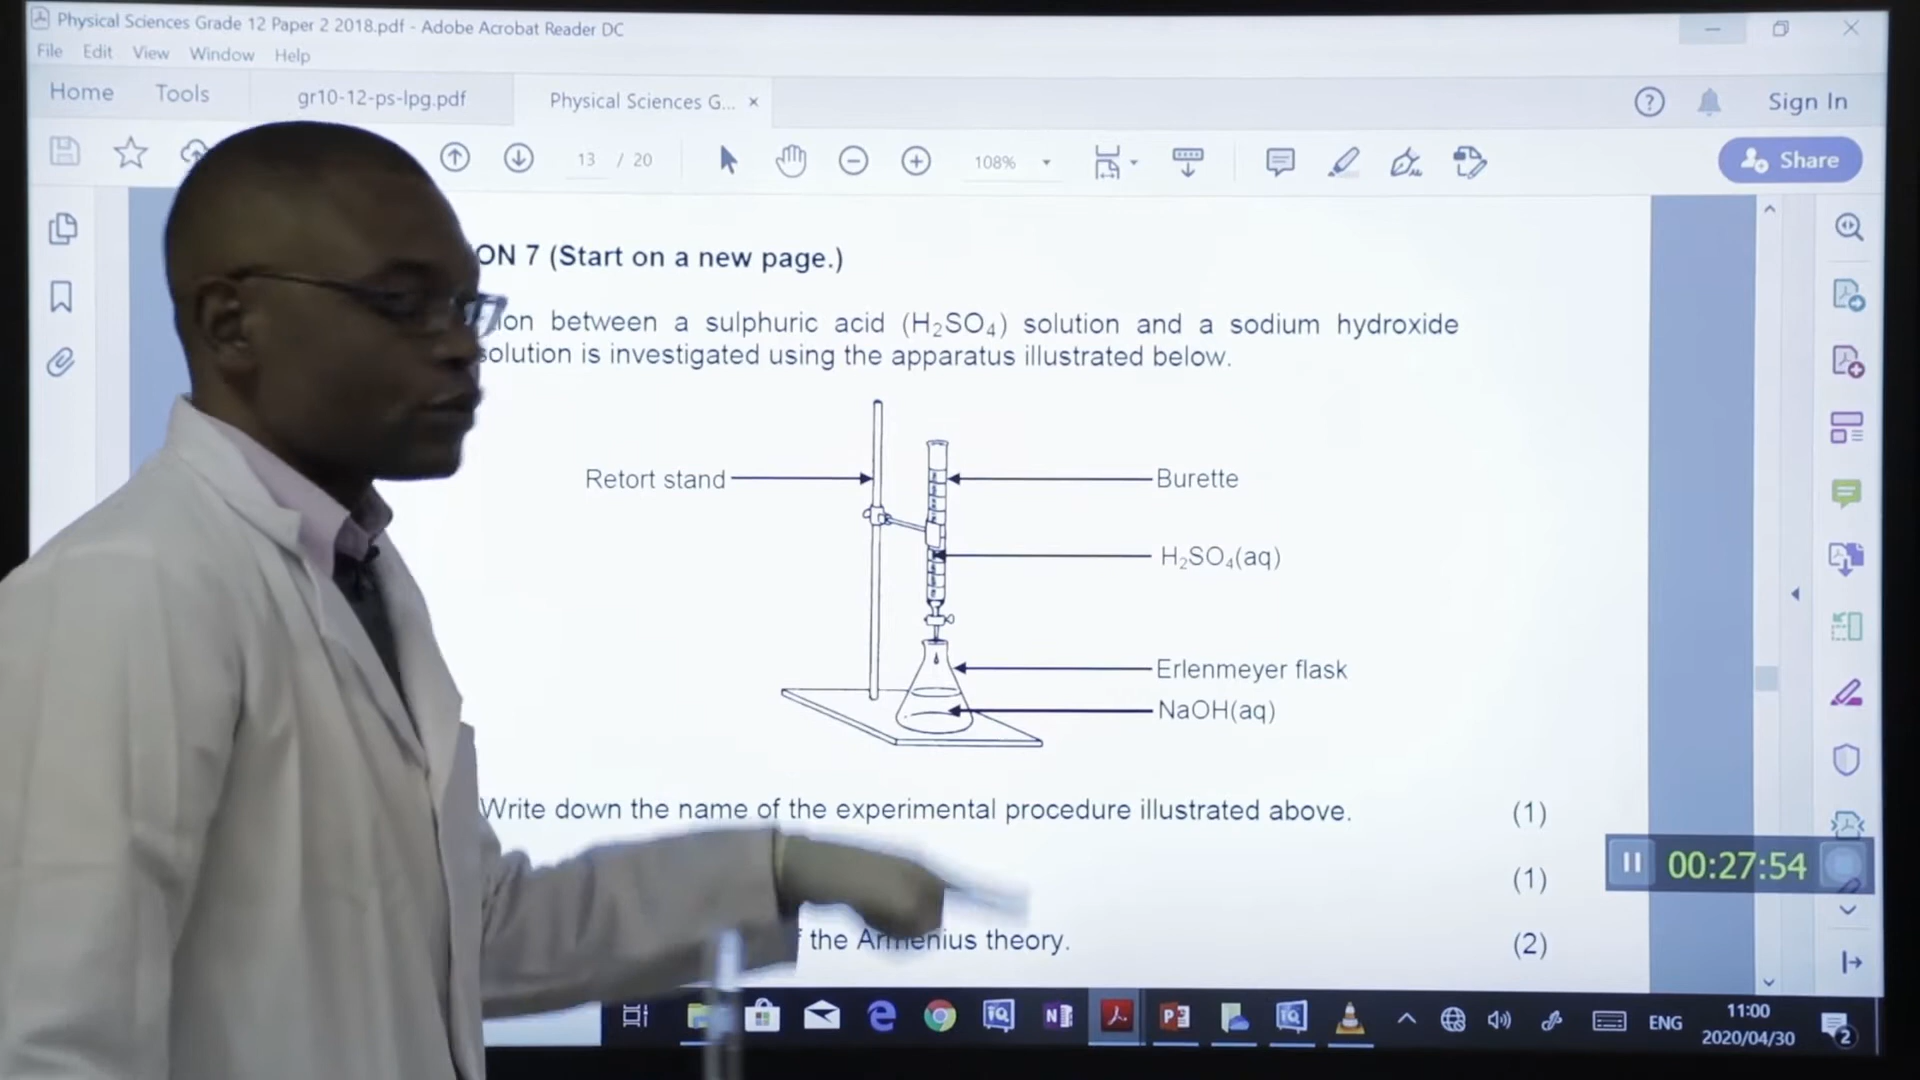 Physical Sciences Grade 12 Paper 2 2018.pdf - Adobe Acrobat Reader DC
File Edit View Window Help
Home Tools gr10-12-ps-lpg.pdf Physical Sciences G... ×
Sign In
13 / 20 108% Share
ON 7 (Start on a new page.)
ion between a sulphuric acid (H₂SO₄) solution and a sodium hydroxide
solution is investigated using the apparatus illustrated below.
Retort stand
Burette
H₂SO₄(aq)
Erlenmeyer flask
NaOH(aq)
Write down the name of the experimental procedure illustrated above. (1)
00:27:54
(1)
the Arrhenius theory. (2)
ENG
11:00
2020/04/30
2